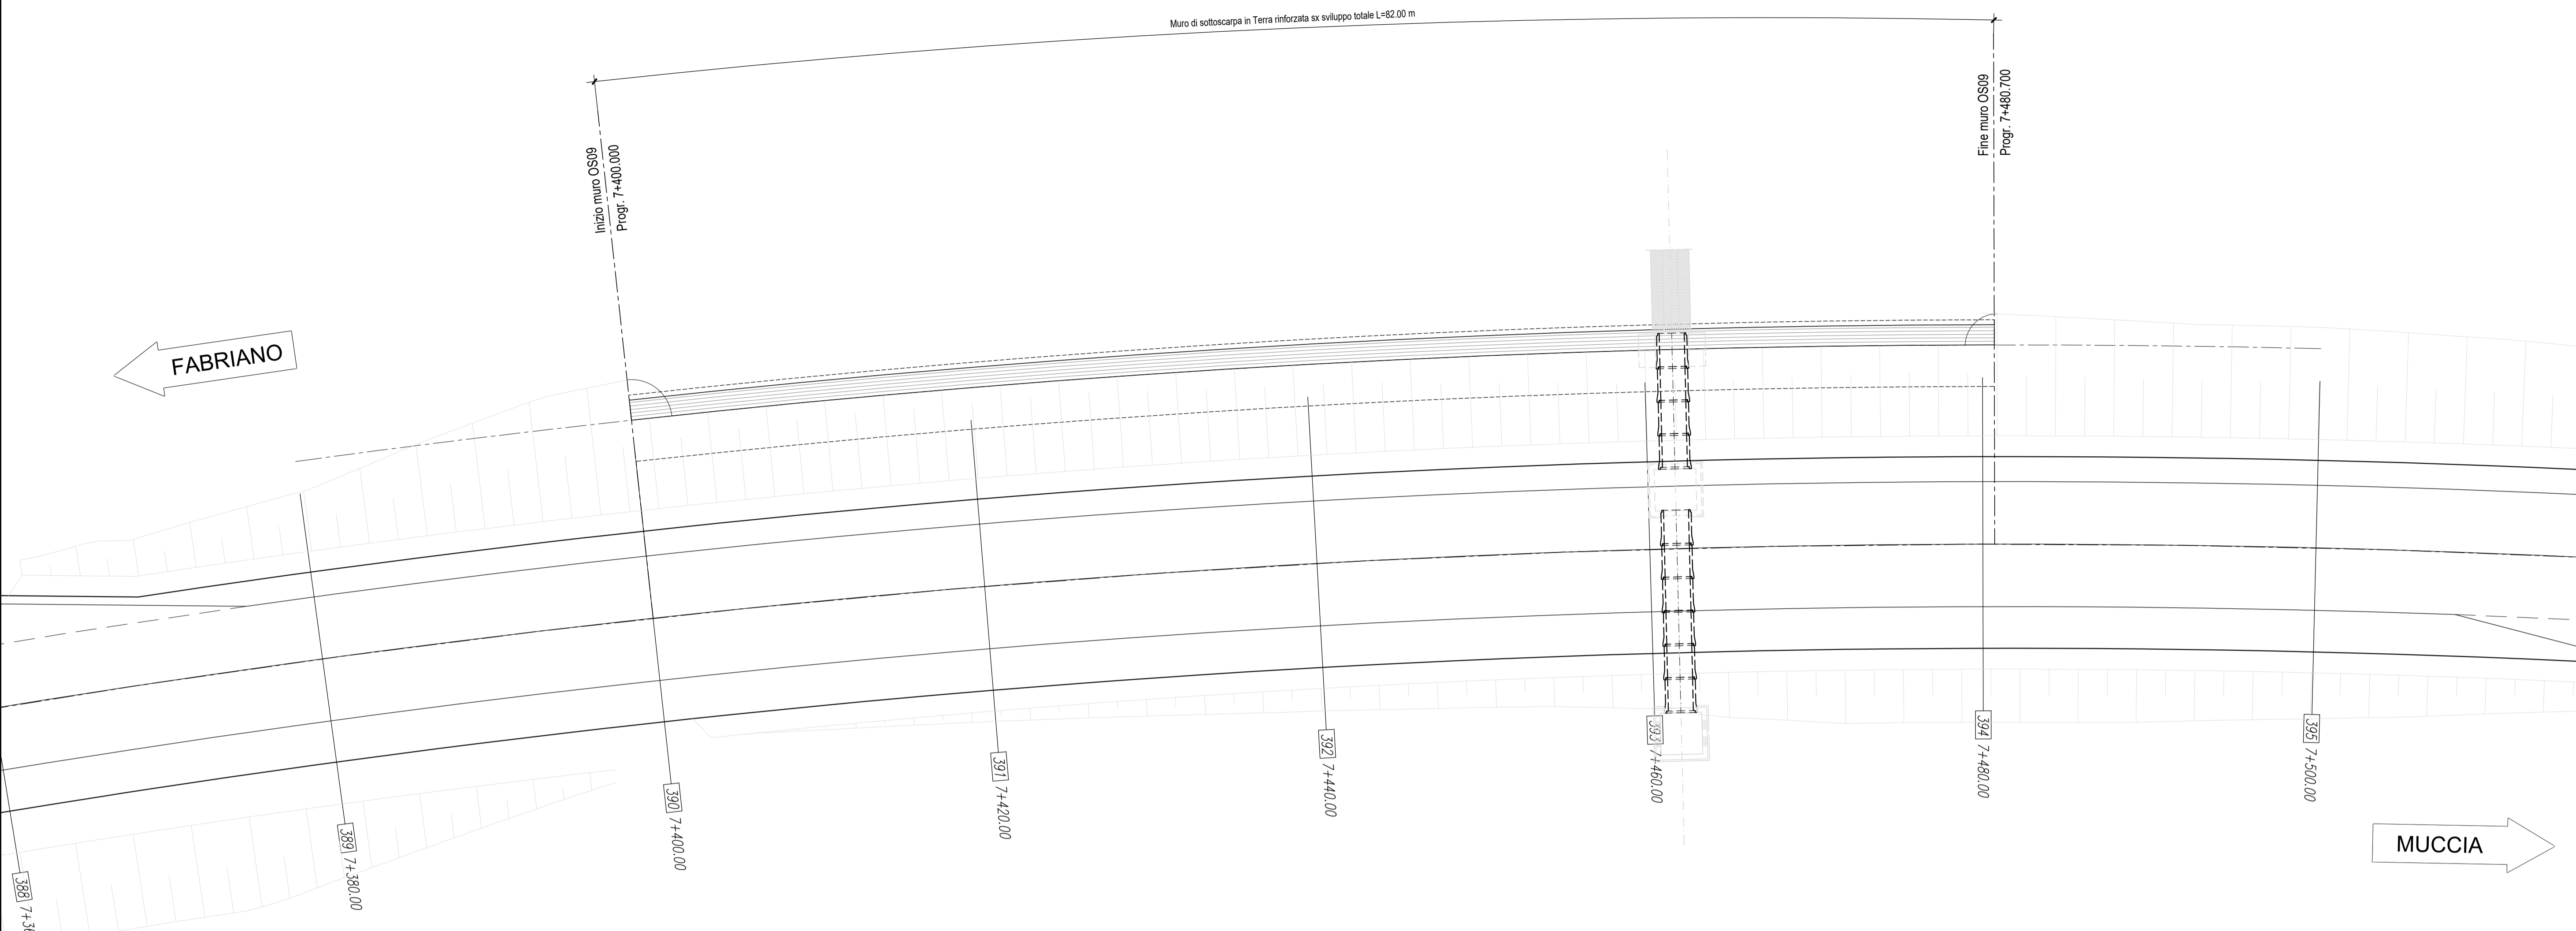 Muro di sottoscarpa in Terra rinforzata sx sviluppo totale L=82.00 m
Inizio muro OS09
Progr. 7+400.000
Fine muro OS09
Progr. 7+480.700
FABRIANO
MUCCIA
388
389 7+380.00
390 7+400.00
391 7+420.00
392 7+440.00
393 7+460.00
394 7+480.00
395 7+500.00